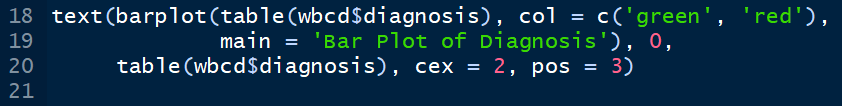 18 text(barplot(table(wbcd$diagnosis), col = c('green', 'red'),
19 main = 'Bar Plot of Diagnosis'), 0,
20 table(wbcd$diagnosis), cex = 2, pos = 3)
21